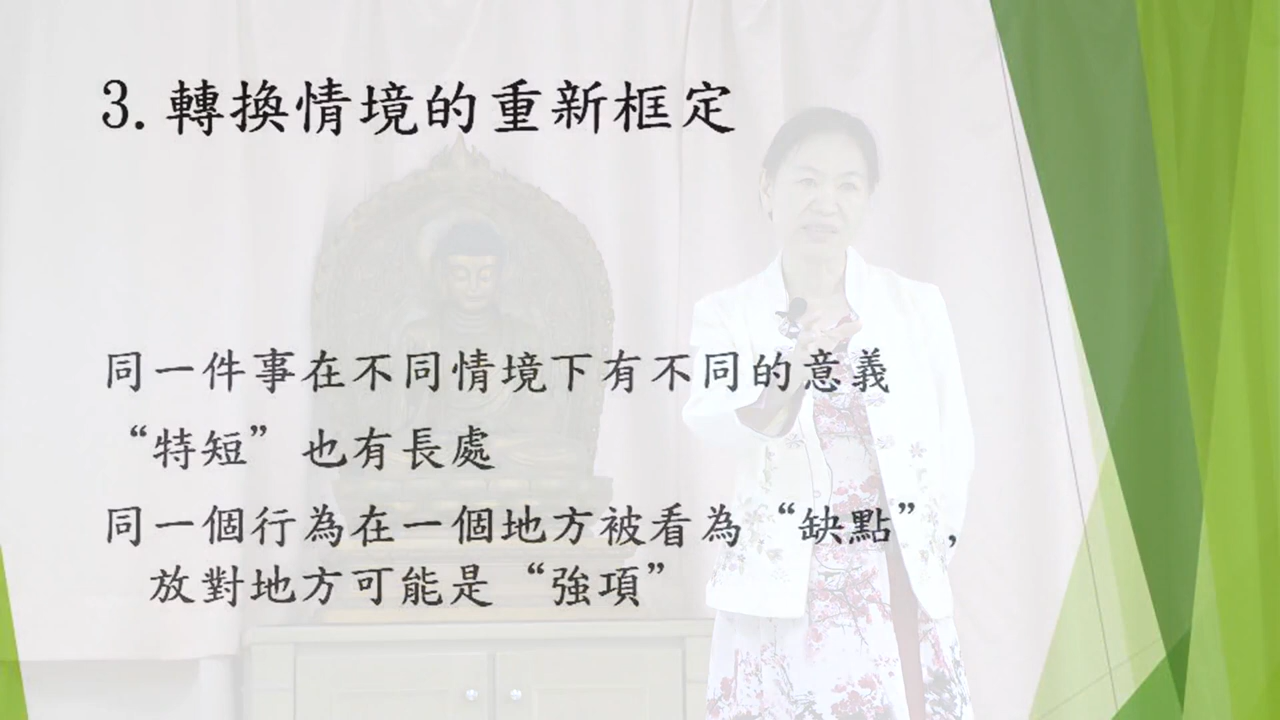 3.轉換情境的重新框定
同一件事在不同情境下有不同的意義
“特短”也有長處
同一個行為在一個地方被看為“缺點”,
放對地方可能是“強項”